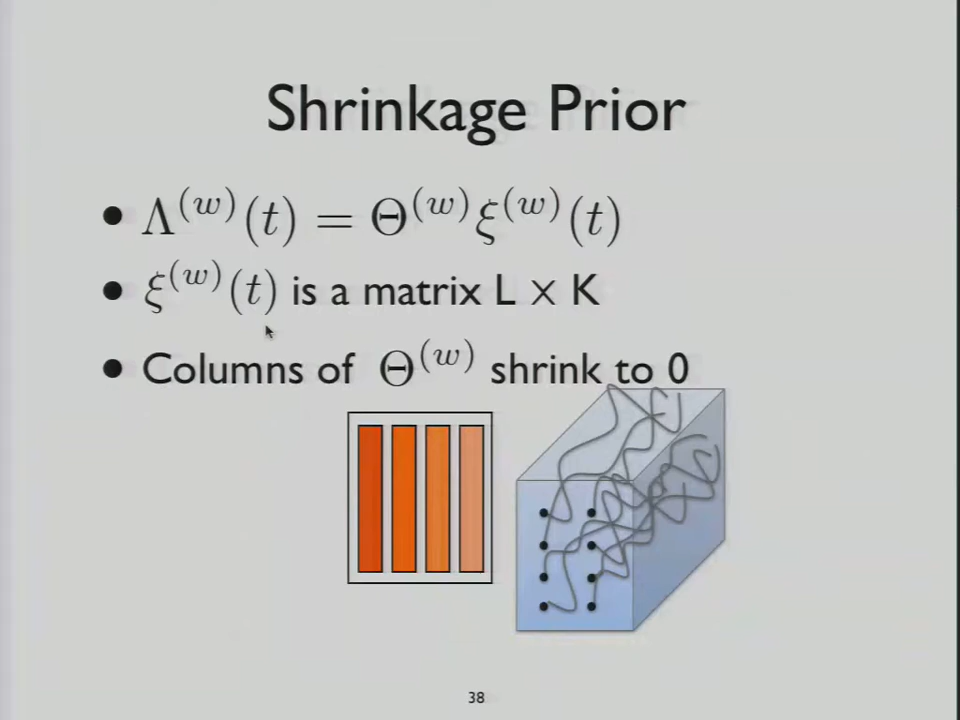 Shrinkage Prior
• Λ^(w)(t) = Θ^(w)ξ^(w)(t)
• ξ^(w)(t) is a matrix L × K
• Columns of Θ^(w) shrink to 0
38